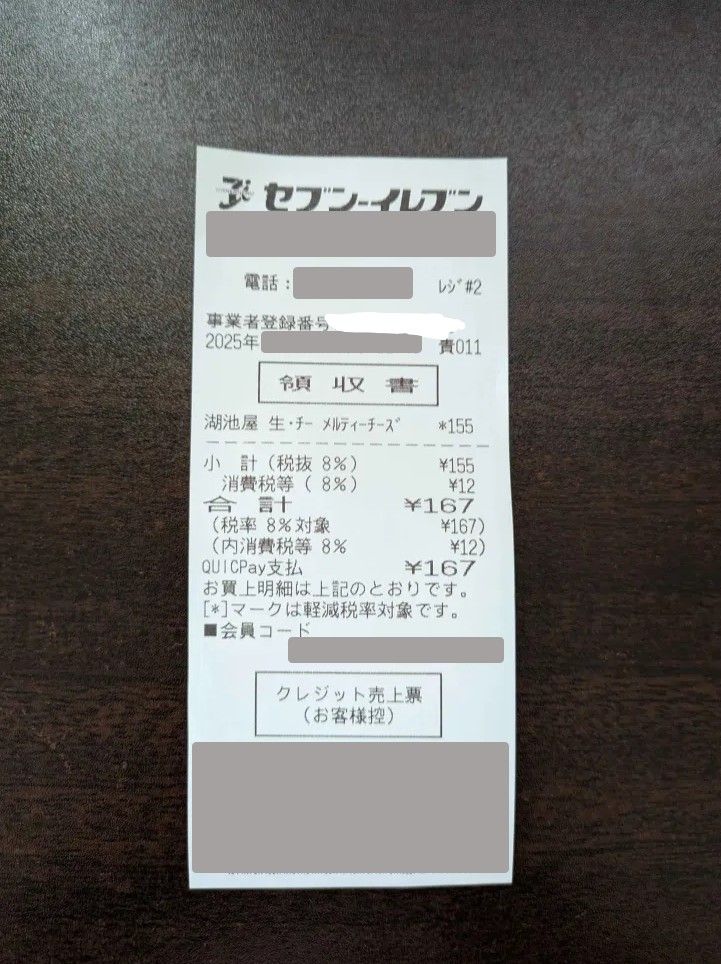 セブン-イレブン
電話：
ﾚｼﾞ#2
事業者登録番号
2025年 責011
領収書
湖池屋 生･ﾁｰ ﾒﾙﾃｨｰﾁｰｽﾞ *155
小　計（税抜 8%） ¥155
消費税等（ 8%） ¥12
合　計 ¥167
（税率 8%対象 ¥167）
（内消費税等 8% ¥12）
QUICPay支払 ¥167
お買上明細は上記のとおりです。
[*]マークは軽減税率対象です。
■会員コード
クレジット売上票
（お客様控）